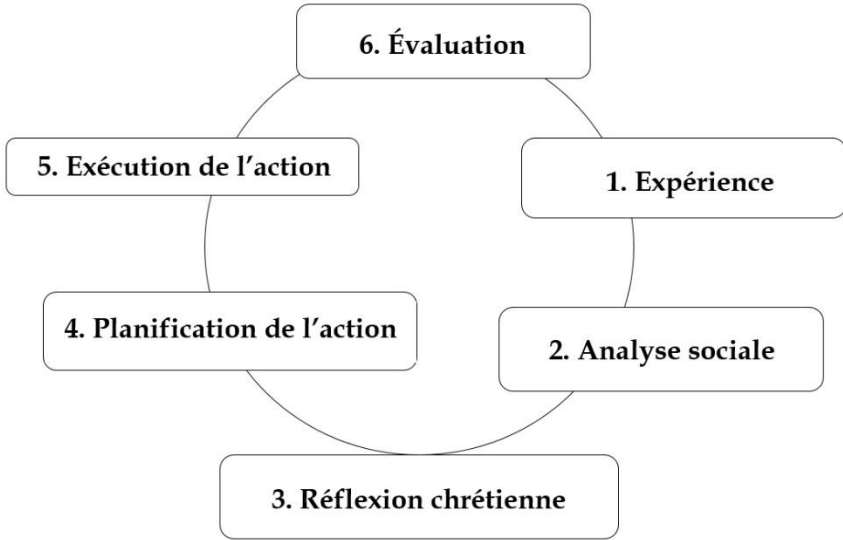 6. Évaluation
5. Exécution de l’action
1. Expérience
4. Planification de l’action
2. Analyse sociale
3. Réflexion chrétienne